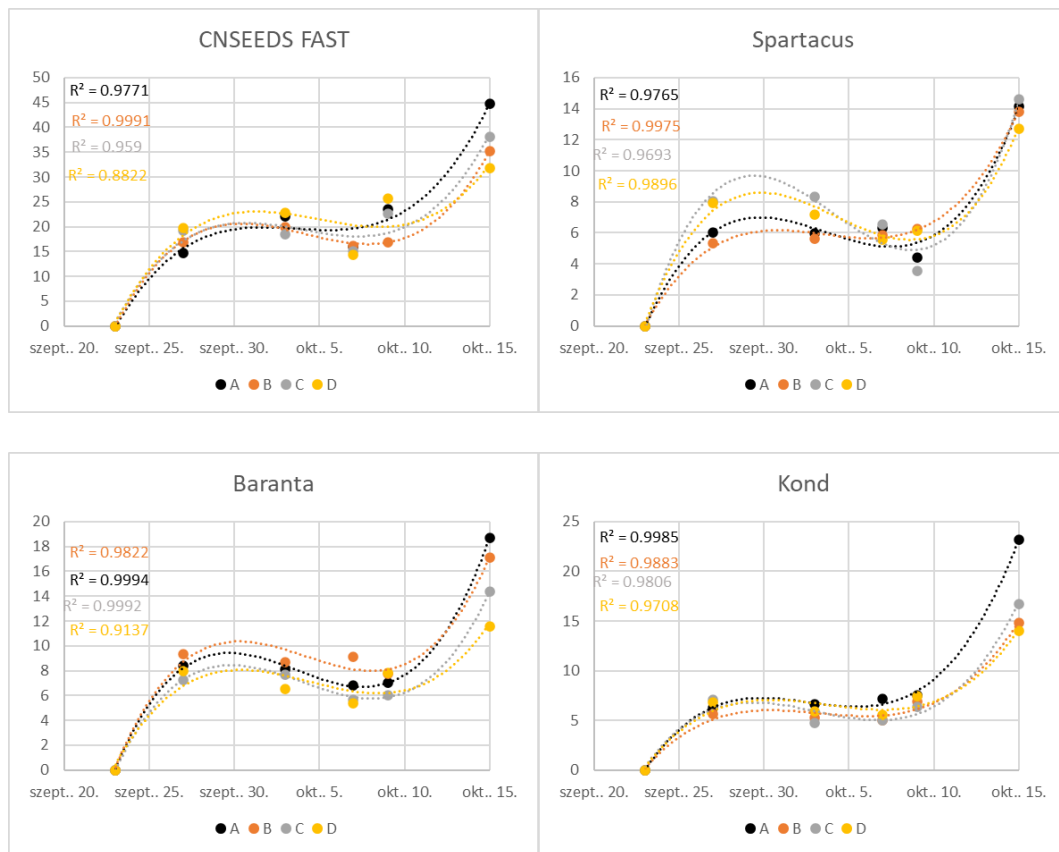 CNSEEDS FAST
50
45
40
35
30
25
20
15
10
5
0
R² = 0.9771
R² = 0.9991
R² = 0.959
R² = 0.8822
szept.. 20. szept.. 25. szept.. 30. okt.. 5. okt.. 10. okt.. 15.
A B C D
Spartacus
16
14
12
10
8
6
4
2
0
R² = 0.9765
R² = 0.9975
R² = 0.9693
R² = 0.9896
szept.. 20. szept.. 25. szept.. 30. okt.. 5. okt.. 10. okt.. 15.
A B C D
Baranta
20
18
16
14
12
10
8
6
4
2
0
R² = 0.9822
R² = 0.9994
R² = 0.9992
R² = 0.9137
szept.. 20. szept.. 25. szept.. 30. okt.. 5. okt.. 10. okt.. 15.
A B C D
Kond
25
20
15
10
5
0
R² = 0.9985
R² = 0.9883
R² = 0.9806
R² = 0.9708
szept.. 20. szept.. 25. szept.. 30. okt.. 5. okt.. 10. okt.. 15.
A B C D